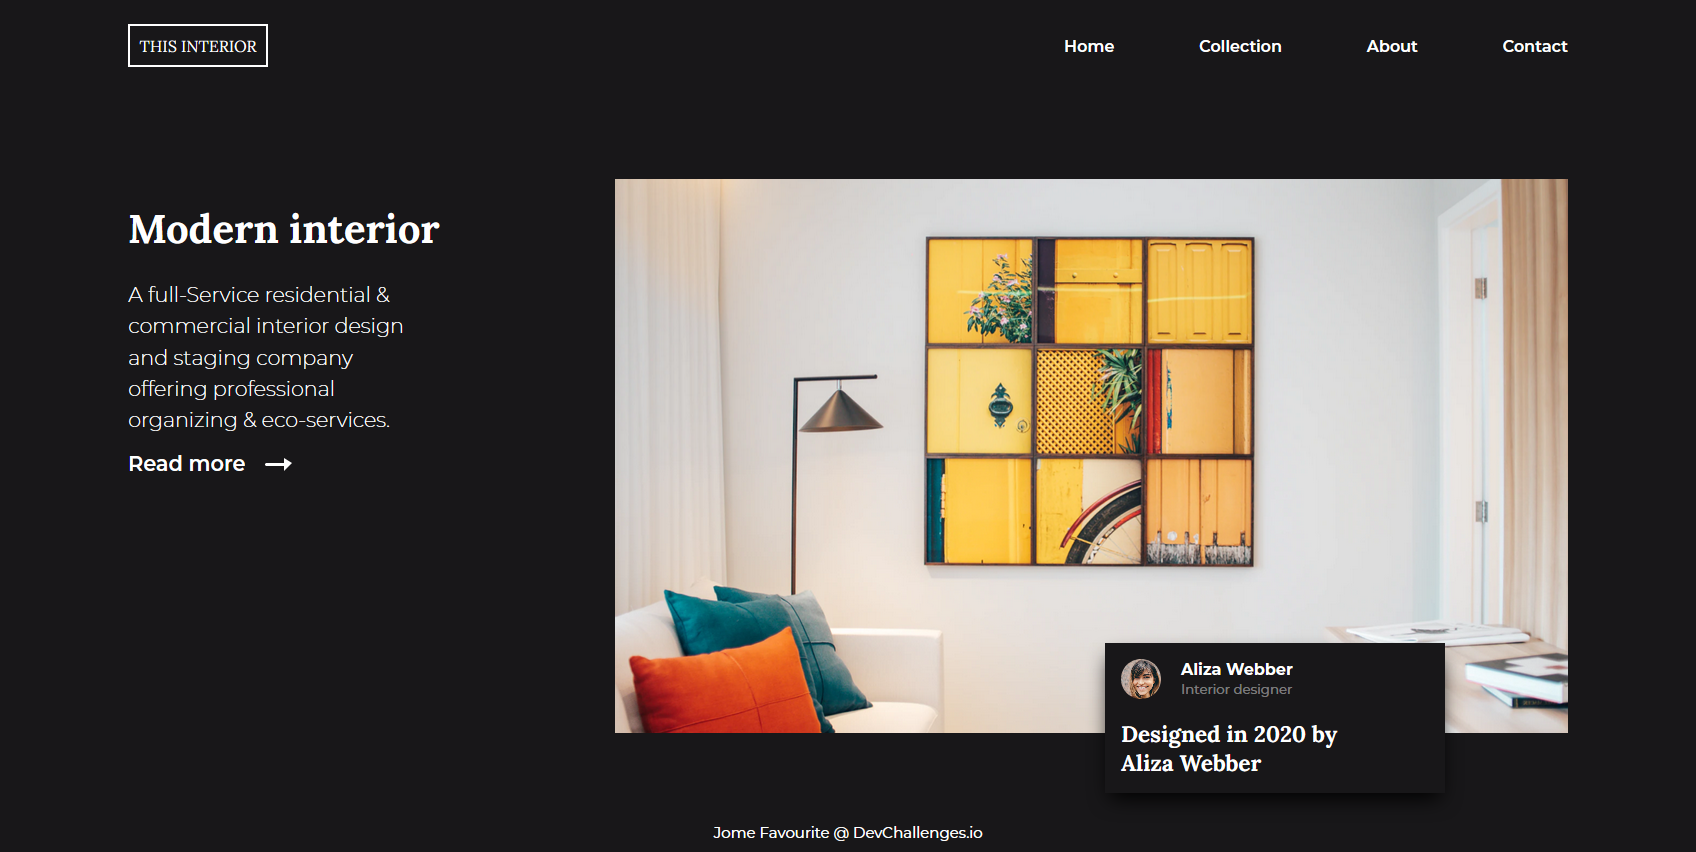 THIS INTERIOR
Home
Collection
About
Contact
Modern interior
A full-Service residential &
commercial interior design
and staging company
offering professional
organizing & eco-services.
Read more
Aliza Webber
Interior designer
Designed in 2020 by
Aliza Webber
Jome Favourite @ DevChallenges.io